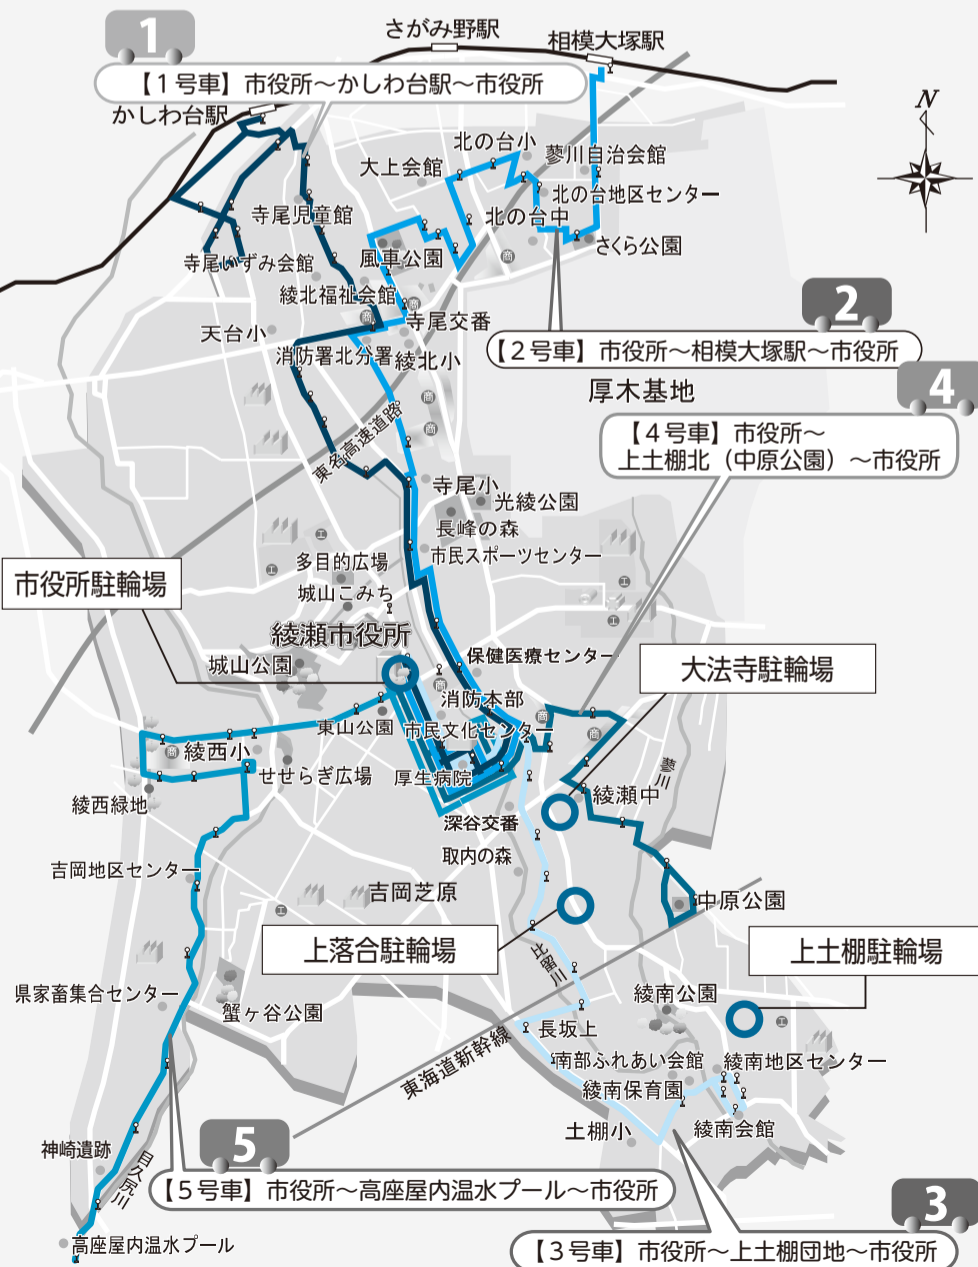 さがみ野駅
相模大塚駅
1
【1号車】市役所～かしわ台駅～市役所
かしわ台駅
N
北の台小
蓼川自治会館
大上会館
北の台地区センター
寺尾児童館
北の台中
さくら公園
寺尾いずみ会館
風車公園
商
綾北福祉会館
商
商
寺尾交番
2
天台小
消防署北分署
綾北小
【2号車】市役所～相模大塚駅～市役所
厚木基地
4
商
東名高速道路
商
【4号車】市役所～
上土棚北（中原公園）～市役所
寺尾小
光綾公園
長峰の森
工
多目的広場
市民スポーツセンター
工
工
市役所駐輪場
城山こみち
工
綾瀬市役所
城山公園
保健医療センター
大法寺駐輪場
商
消防本部
商
東山公園
市民文化センター
商
綾西小
商
せせらぎ広場
厚生病院
蓼川
綾西緑地
綾瀬中
深谷交番
取内の森
吉岡地区センター
吉岡芝原
中原公園
工
上落合駐輪場
上土棚駐輪場
比留川
県家畜集合センター
綾南公園
蟹ヶ谷公園
工
長坂上
東海道新幹線
南部ふれあい会館
綾南地区センター
綾南保育園
土棚小
綾南会館
5
神崎遺跡
目久尻川
【5号車】市役所～高座屋内温水プール～市役所
3
高座屋内温水プール
【3号車】市役所～上土棚団地～市役所